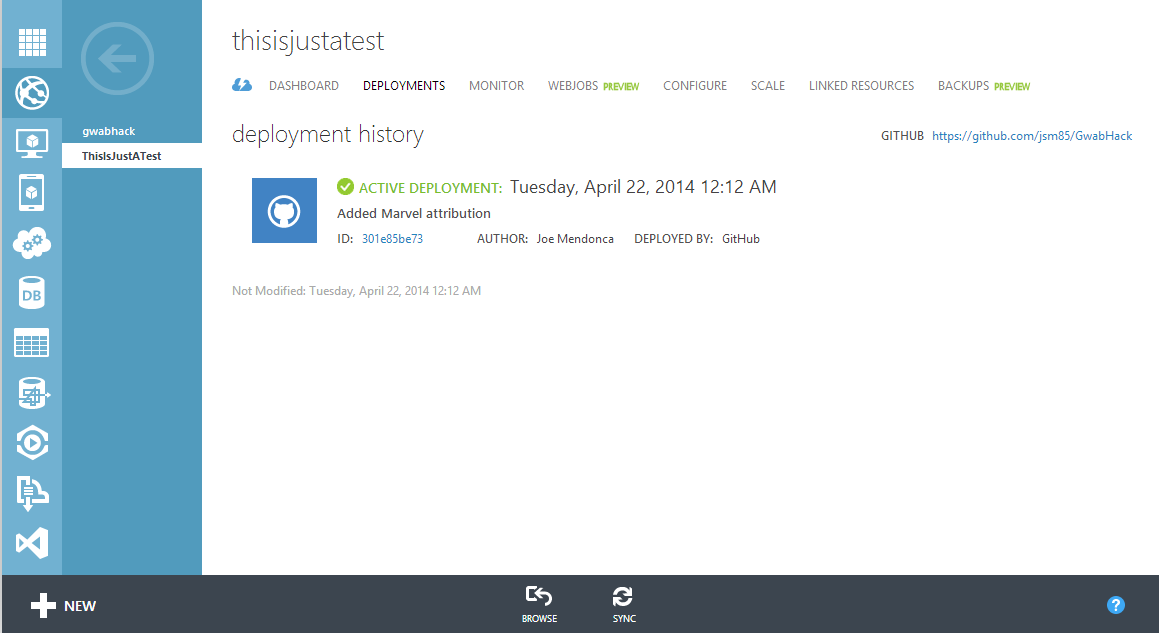 thisisjustatest
DASHBOARD DEPLOYMENTS MONITOR WEBJOBS PREVIEW CONFIGURE SCALE LINKED RESOURCES BACKUPS PREVIEW
gwabhack
ThisIsJustATest
deployment history
GITHUB https://github.com/jsm85/GwabHack
ACTIVE DEPLOYMENT: Tuesday, April 22, 2014 12:12 AM
Added Marvel attribution
ID: 301e85be73 AUTHOR: Joe Mendonca DEPLOYED BY: GitHub
Not Modified: Tuesday, April 22, 2014 12:12 AM
DB
NEW
BROWSE
SYNC
?